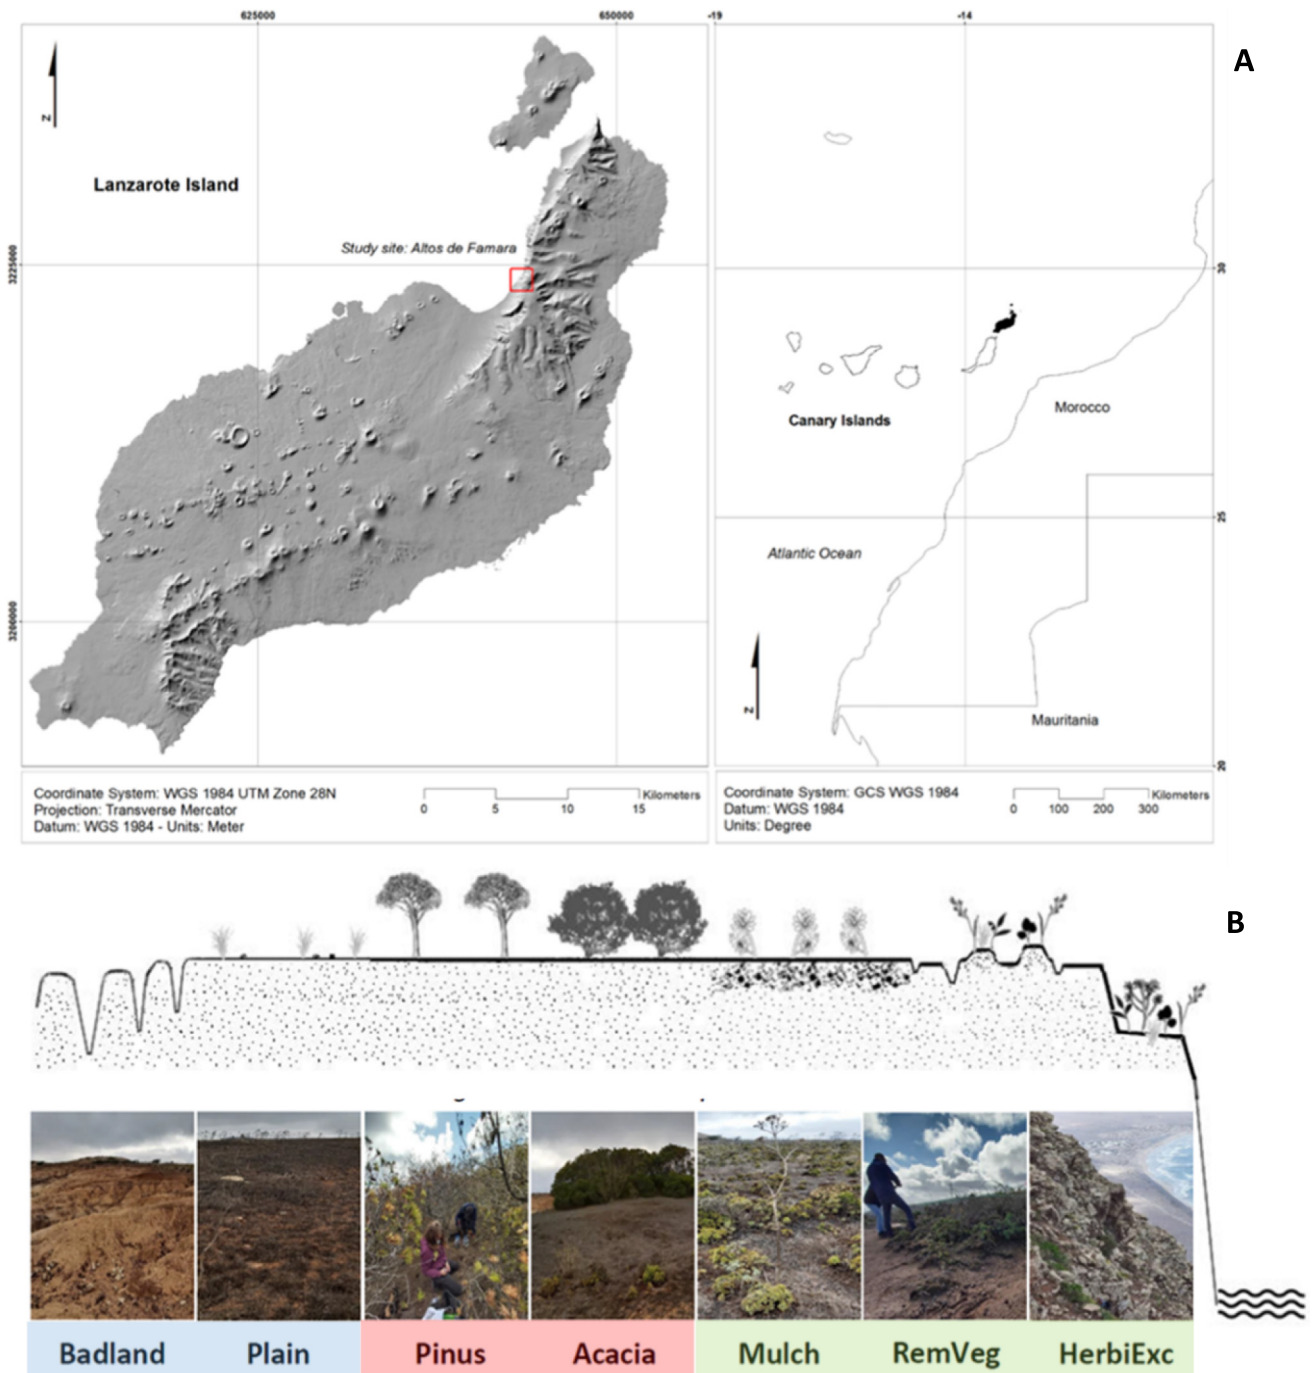 625000
650000
-19
-14
A
N
Lanzarote Island
Study site: Altos de Famara
3225000
30
Canary Islands
Morocco
25
Atlantic Ocean
3200000
N
Mauritania
20
Coordinate System: WGS 1984 UTM Zone 28N
Projection: Transverse Mercator
Datum: WGS 1984 - Units: Meter
0 5 10 15 Kilometers
Coordinate System: GCS WGS 1984
Datum: WGS 1984
Units: Degree
0 100 200 300 Kilometers
B
Badland
Plain
Pinus
Acacia
Mulch
RemVeg
HerbiExc